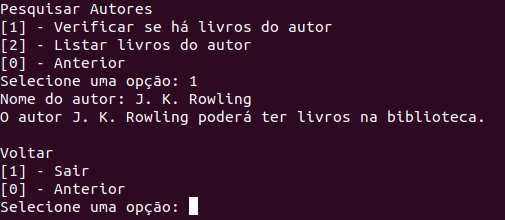 Pesquisar Autores
[1] - Verificar se há livros do autor
[2] - Listar livros do autor
[0] - Anterior
Selecione uma opção: 1
Nome do autor: J. K. Rowling
O autor J. K. Rowling poderá ter livros na biblioteca.
Voltar
[1] - Sair
[0] - Anterior
Selecione uma opção: